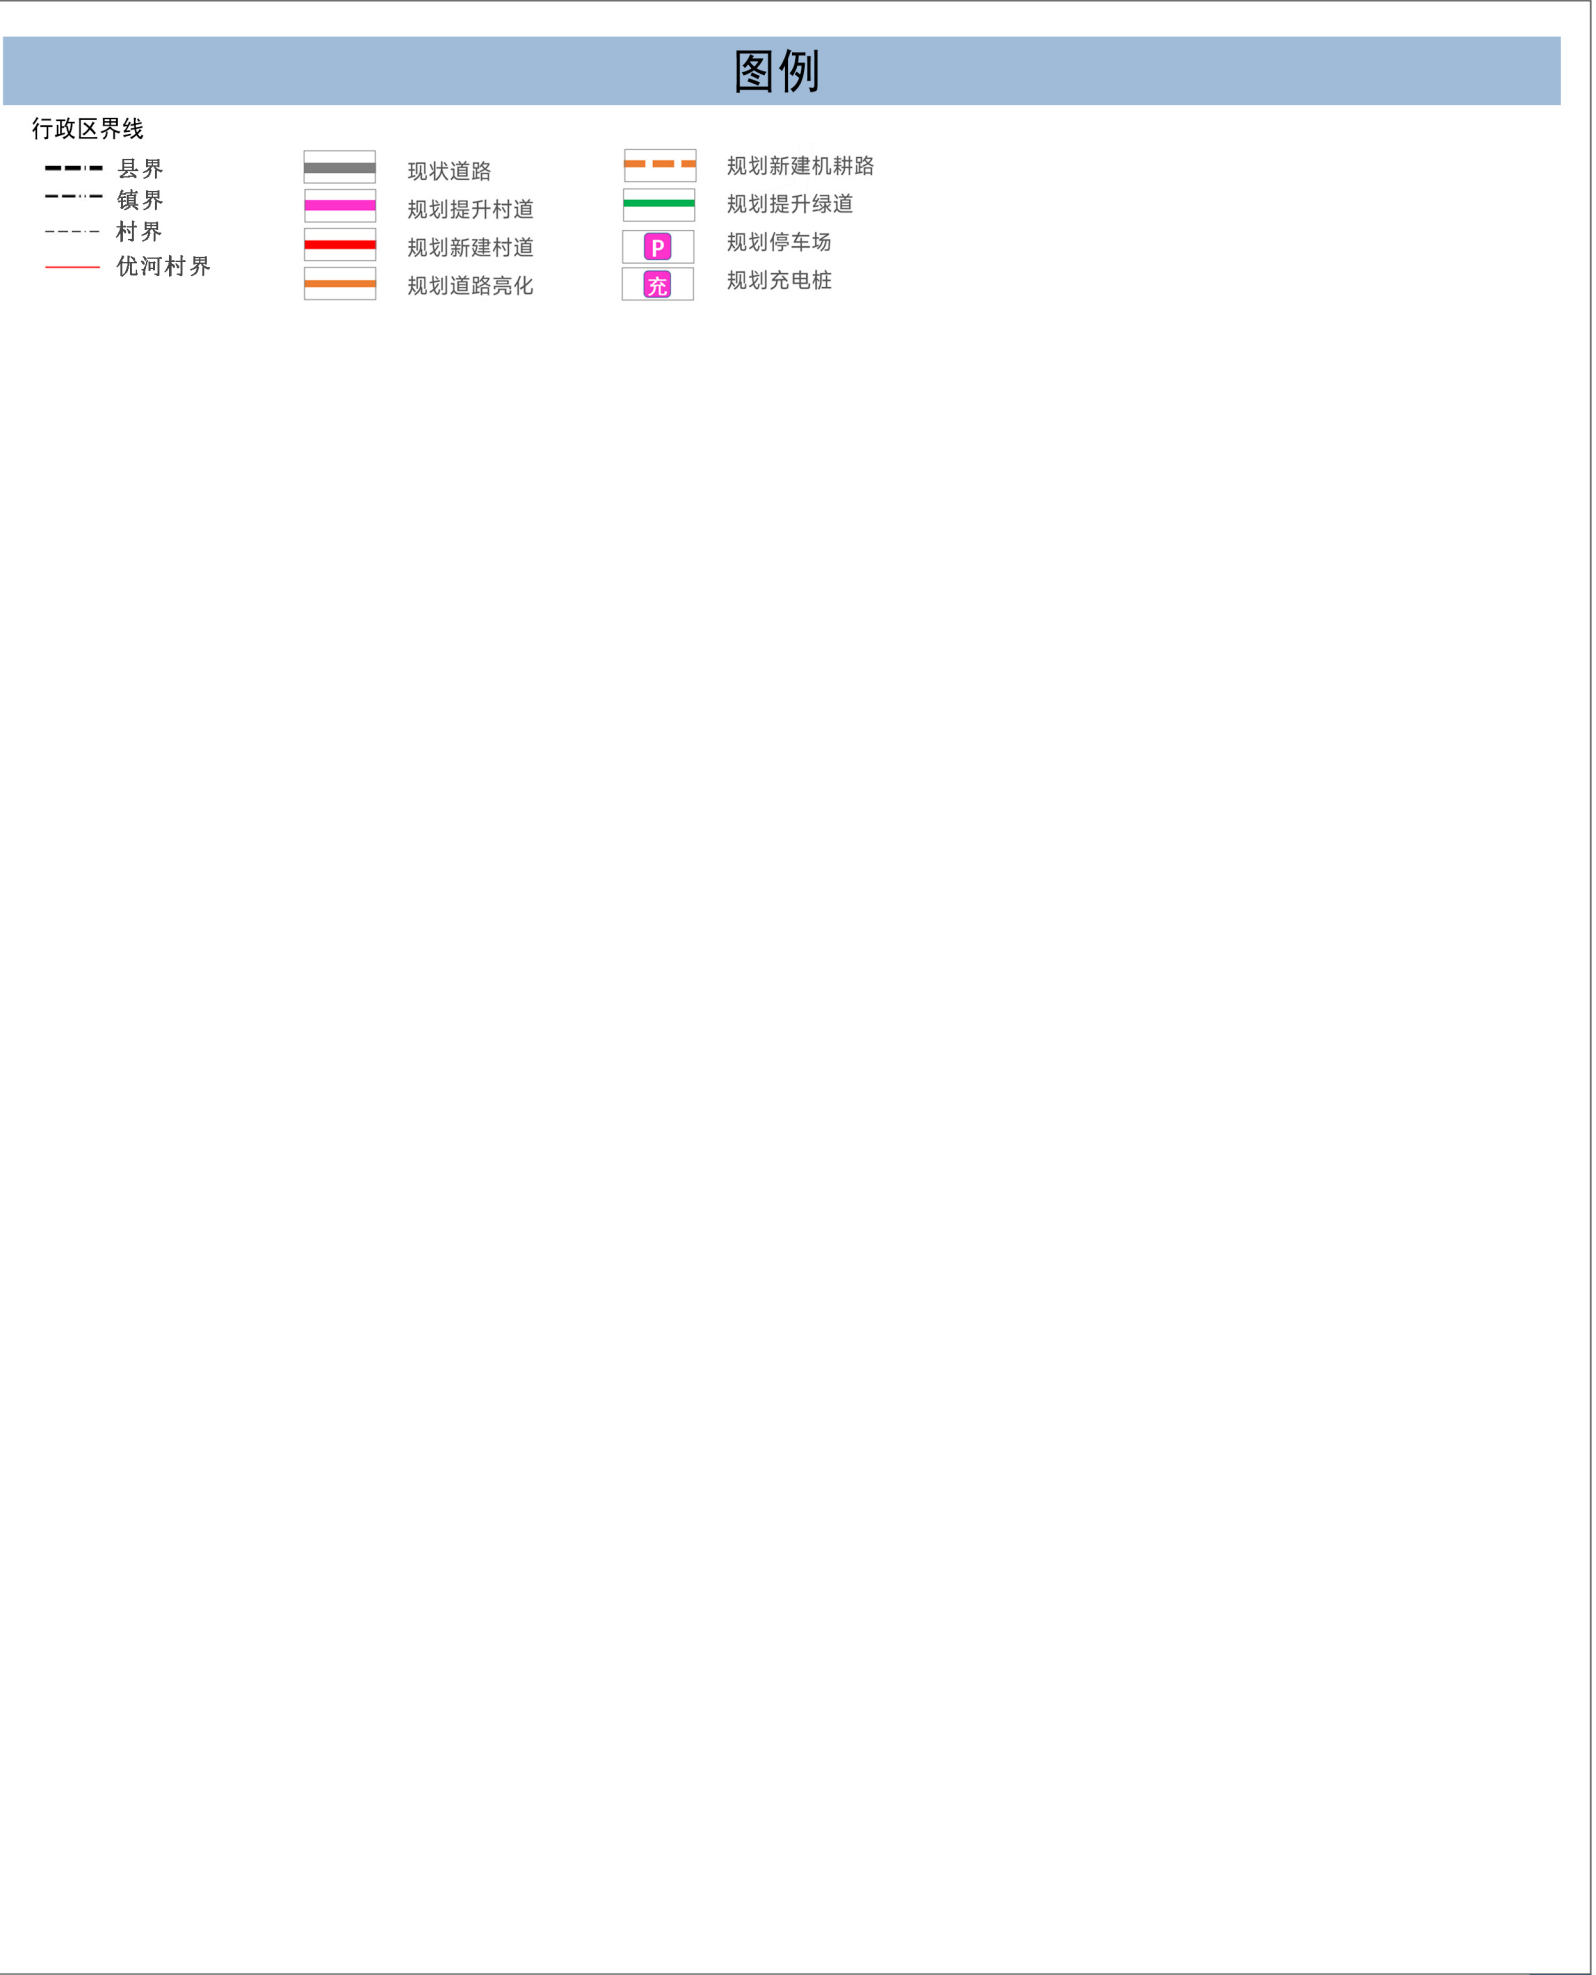 图例
行政区界线
县界
镇界
村界
优河村界
现状道路
规划提升村道
规划新建村道
规划道路亮化
规划新建机耕路
规划提升绿道
P 规划停车场
充 规划充电桩